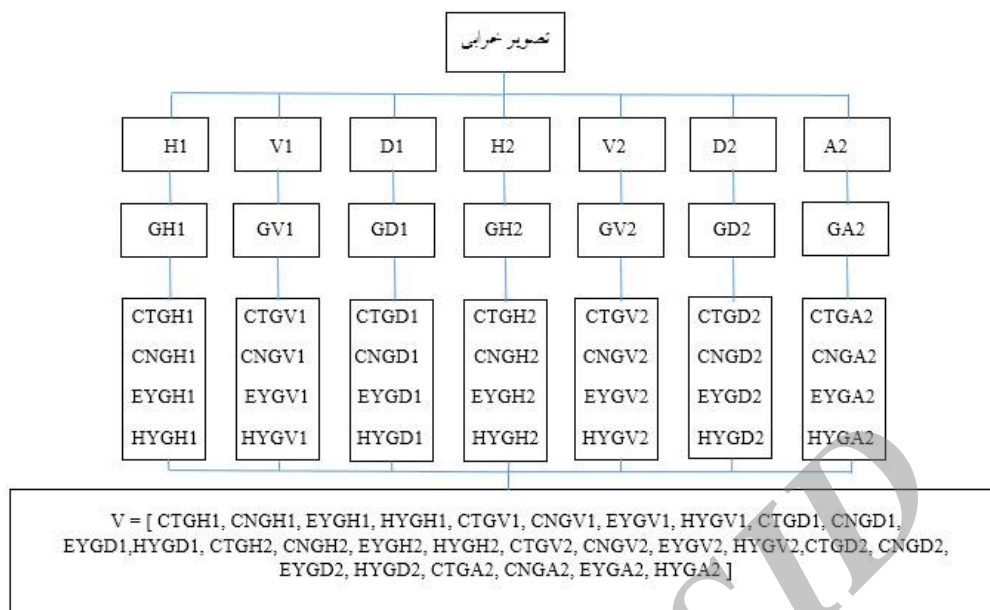 تصویر خرابی
H1 V1 D1 H2 V2 D2 A2
GH1 GV1 GD1 GH2 GV2 GD2 GA2
CTGH1 CTGV1 CTGD1 CTGH2 CTGV2 CTGD2 CTGA2
CNGH1 CNGV1 CNGD1 CNGH2 CNGV2 CNGD2 CNGA2
EYGH1 EYGV1 EYGD1 EYGH2 EYGV2 EYGD2 EYGA2
HYGH1 HYGV1 HYGD1 HYGH2 HYGV2 HYGD2 HYGA2
V = [ CTGH1, CNGH1, EYGH1, HYGH1, CTGV1, CNGV1, EYGV1, HYGV1, CTGD1, CNGD1,
EYGD1,HYGD1, CTGH2, CNGH2, EYGH2, HYGH2, CTGV2, CNGV2, EYGV2, HYGV2,CTGD2, CNGD2,
EYGD2, HYGD2, CTGA2, CNGA2, EYGA2, HYGA2 ]